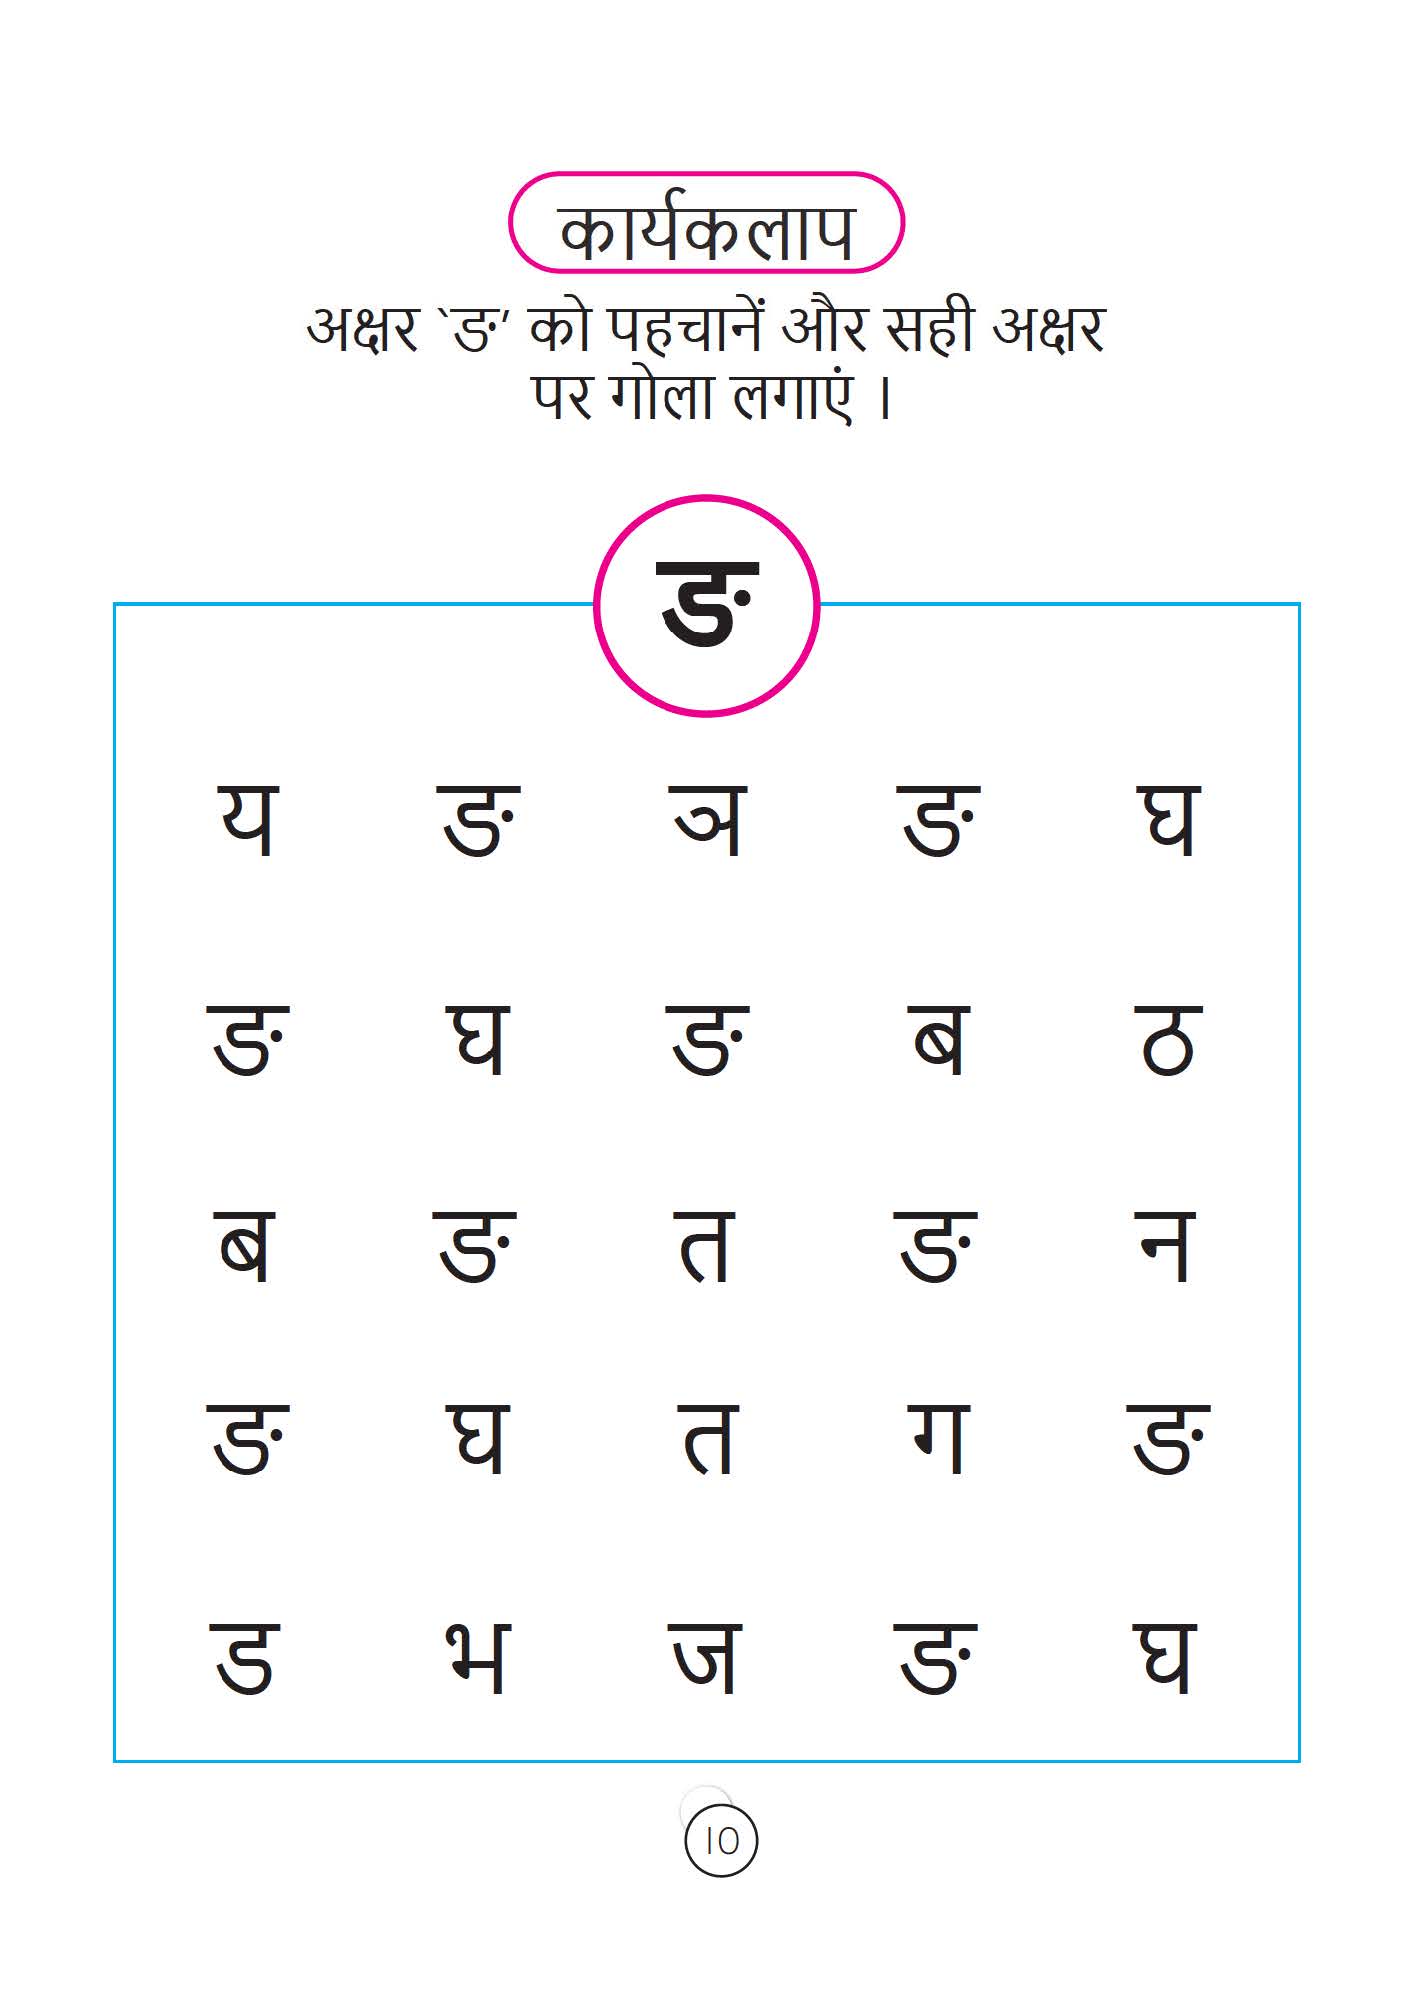 कार्यकलाप
अक्षर `ङ' को पहचानें और सही अक्षर
पर गोला लगाएं ।
ङ
य ङ ञ ङ घ
ङ घ ङ ब ठ
ब ङ त ङ न
ङ घ त ग ङ
ड भ ज ङ घ
10